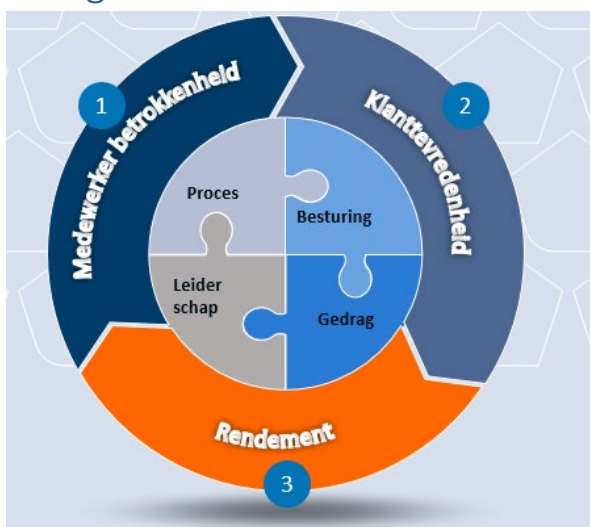 1
Medewerker betrokkenheid
2
Klanttevredenheid
Proces
Besturing
Leider
schap
Gedrag
Rendement
3